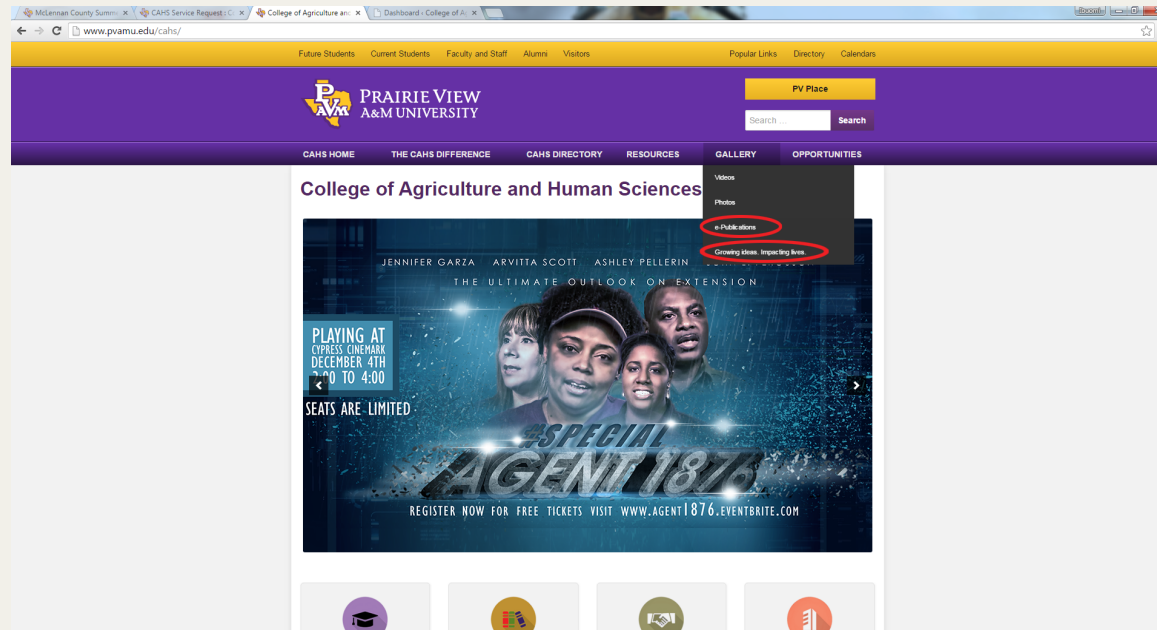 McLennan County Summ
CAHS Service Request : C
College of Agriculture and
Dashboard ‹ College of A
www.pvamu.edu/cahs/
Future Students Current Students Faculty and Staff Alumni Visitors Popular Links Directory Calendars
PVAM
PRAIRIE VIEW
A&M UNIVERSITY
PV Place
Search ... Search
CAHS HOME THE CAHS DIFFERENCE CAHS DIRECTORY RESOURCES GALLERY OPPORTUNITIES
College of Agriculture and Human Sciences
Videos
Photos
e-Publications
Growing ideas. Impacting lives.
JENNIFER GARZA ARVITTA SCOTT ASHLEY PELLERIN
THE ULTIMATE OUTLOOK ON EXTENSION
PLAYING AT
CYPRESS CINEMARK
DECEMBER 4TH
TO 4:00
SEATS ARE LIMITED
#SPECIAL
AGENT 1876
REGISTER NOW FOR FREE TICKETS VISIT WWW.AGENT1876.EVENTBRITE.COM